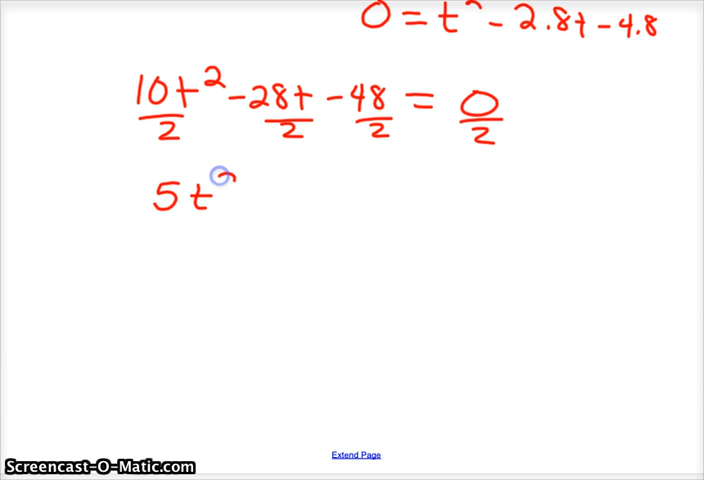 0 = t² - 2.8t - 4.8
10t² - 28t - 48 = 0
2 2 2 2
5t²
Extend Page
Screencast-O-Matic.com